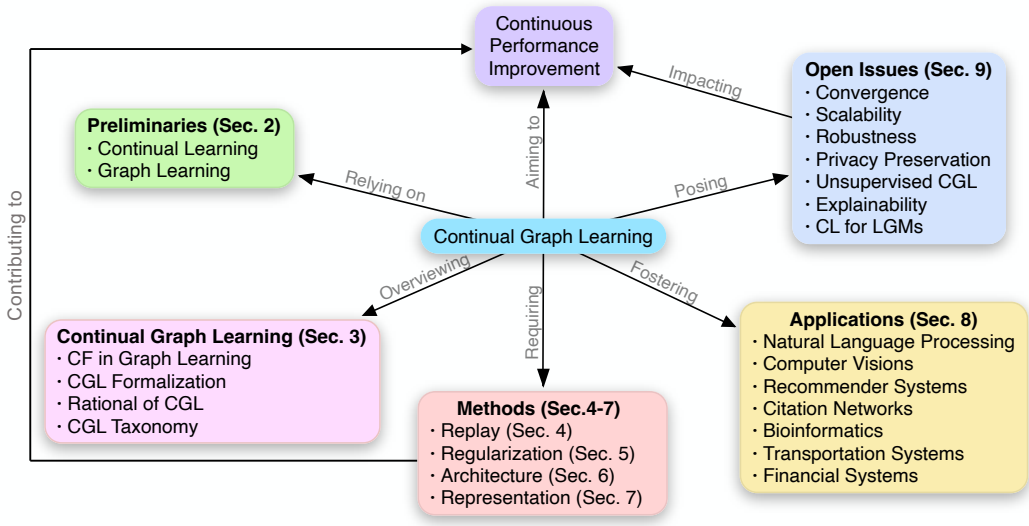 Continuous
Performance
Improvement
Impacting
Open Issues (Sec. 9)
· Convergence
· Scalability
· Robustness
· Privacy Preservation
· Unsupervised CGL
· Explainability
· CL for LGMs
Preliminaries (Sec. 2)
· Continual Learning
· Graph Learning
Aiming to
Relying on
Posing
Contributing to
Continual Graph Learning
Overviewing
Requiring
Fostering
Continual Graph Learning (Sec. 3)
· CF in Graph Learning
· CGL Formalization
· Rational of CGL
· CGL Taxonomy
Methods (Sec.4-7)
· Replay (Sec. 4)
· Regularization (Sec. 5)
· Architecture (Sec. 6)
· Representation (Sec. 7)
Applications (Sec. 8)
· Natural Language Processing
· Computer Visions
· Recommender Systems
· Citation Networks
· Bioinformatics
· Transportation Systems
· Financial Systems